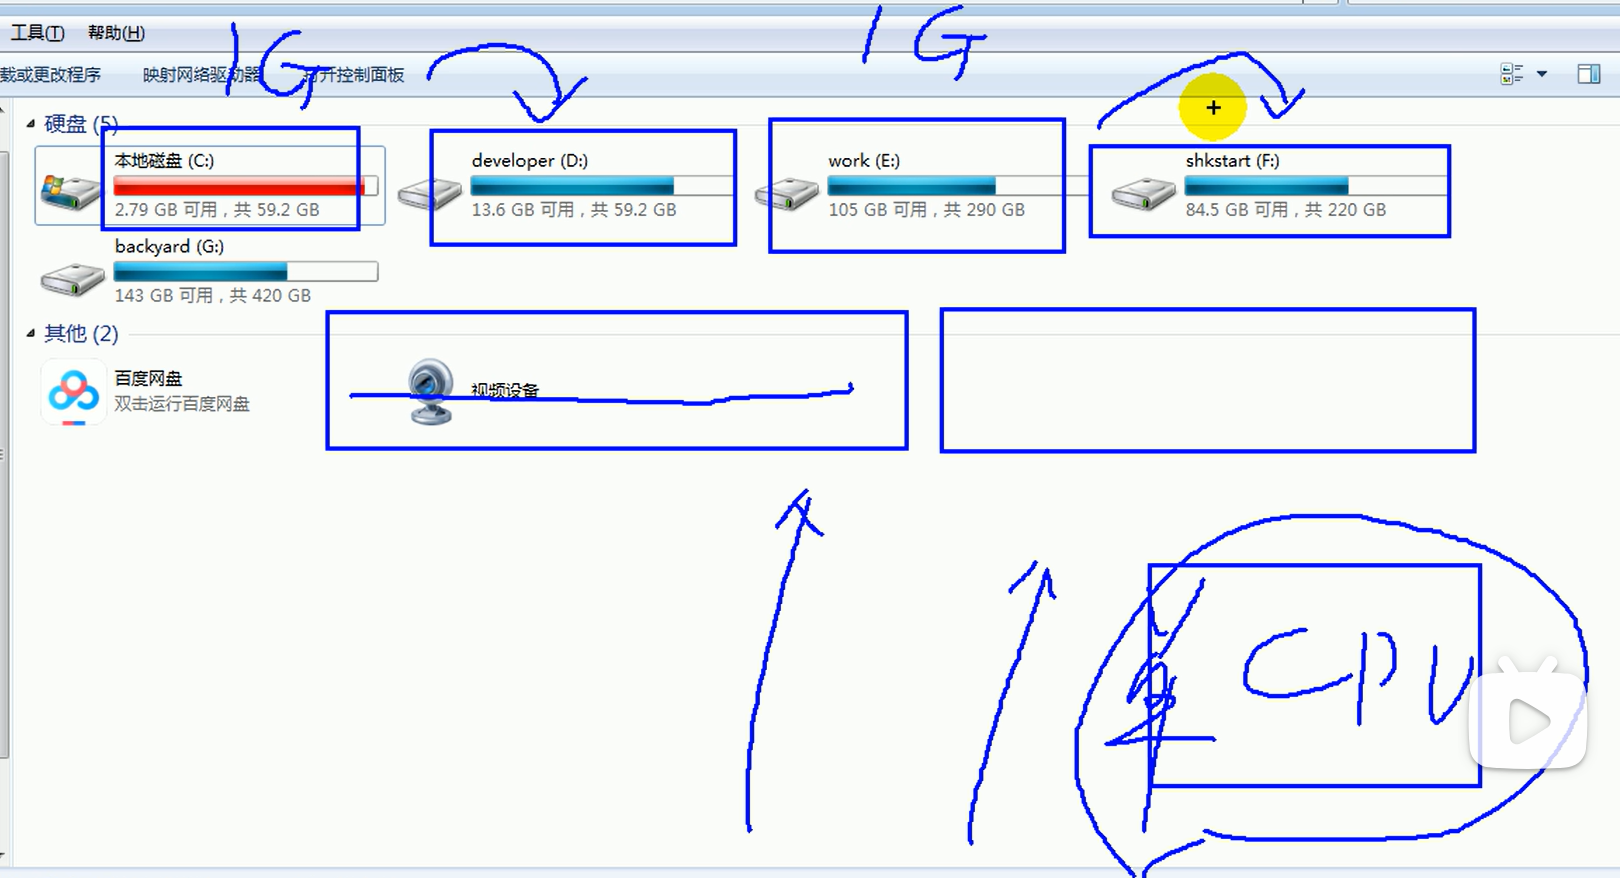 工具(T) 帮助(H)
1G 1G
载或更改程序 映射网络驱动器 打开控制面板
硬盘 (5)
本地磁盘 (C:) developer (D:) work (E:) shkstart (F:)
2.79 GB 可用，共 59.2 GB 13.6 GB 可用，共 59.2 GB 105 GB 可用，共 290 GB 84.5 GB 可用，共 220 GB
backyard (G:)
143 GB 可用，共 420 GB
其他 (2)
百度网盘 视频设备
双击运行百度网盘
CPU